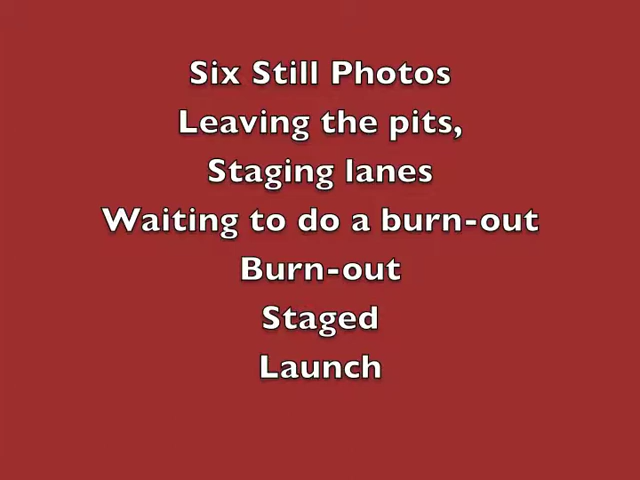 Six Still Photos
Leaving the pits,
Staging lanes
Waiting to do a burn-out
Burn-out
Staged
Launch